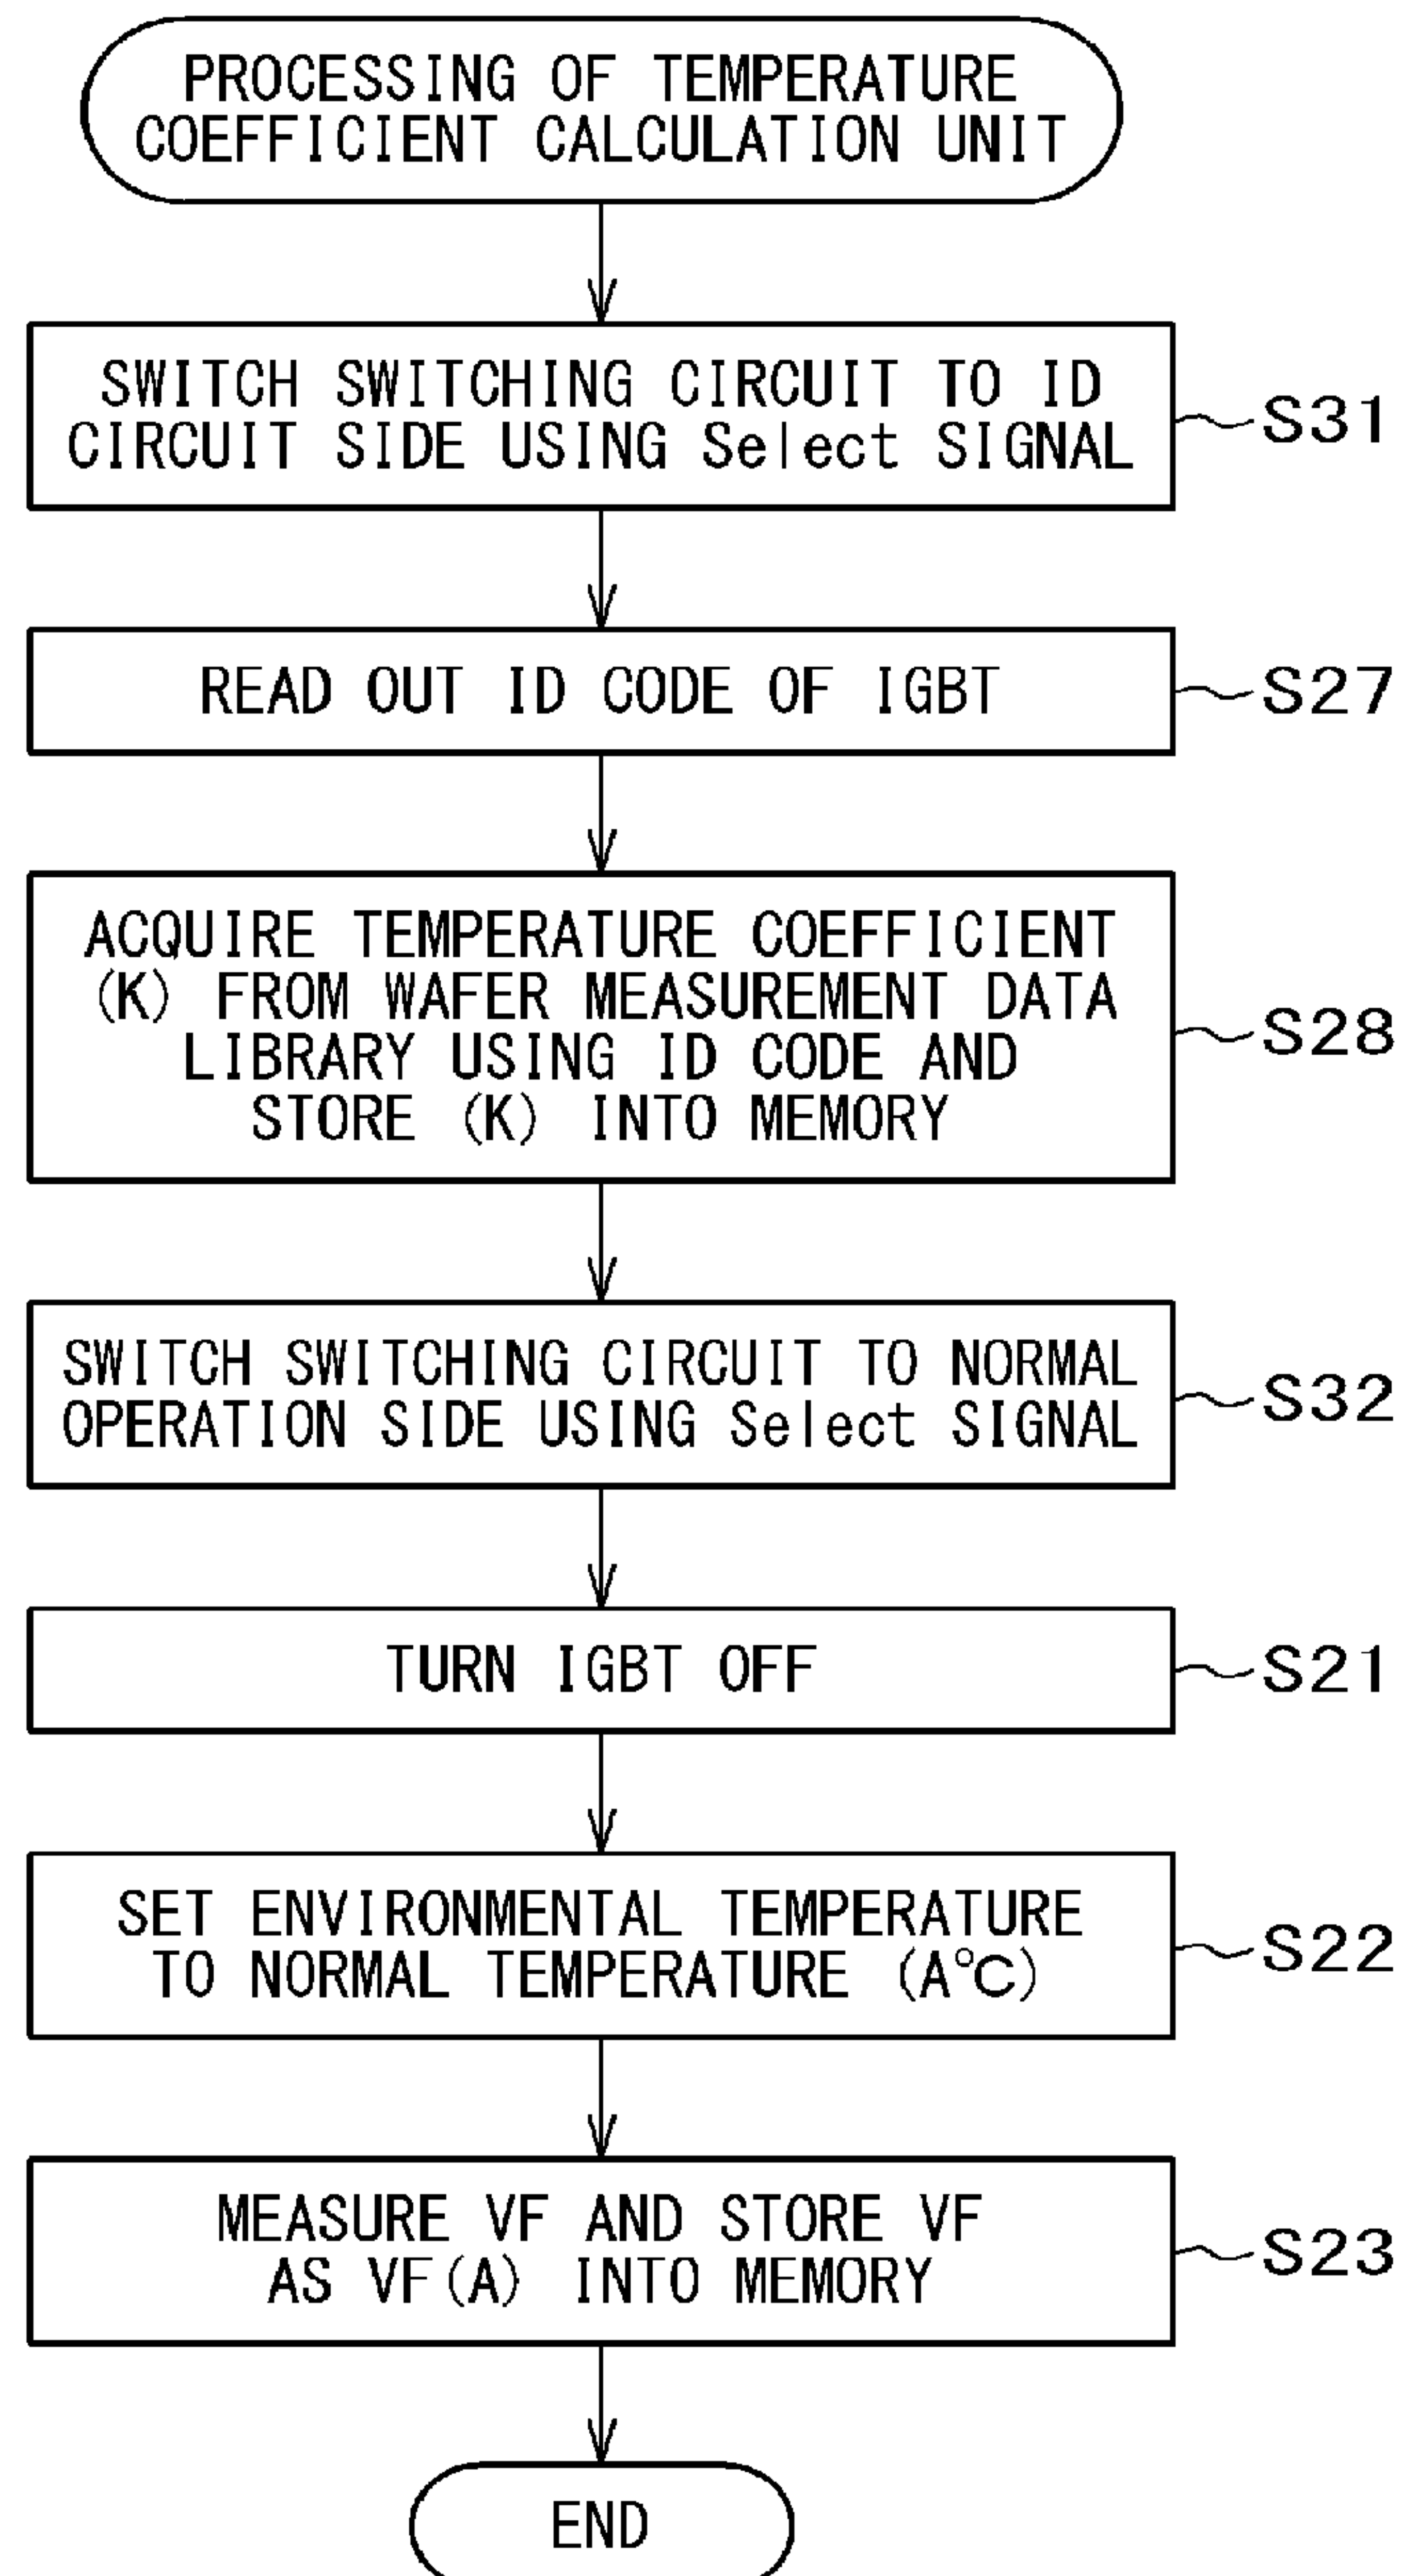 PROCESSING OF TEMPERATURE
COEFFICIENT CALCULATION UNIT
SWITCH SWITCHING CIRCUIT TO ID
CIRCUIT SIDE USING Select SIGNAL
S31
READ OUT ID CODE OF IGBT
S27
ACQUIRE TEMPERATURE COEFFICIENT
(K) FROM WAFER MEASUREMENT DATA
LIBRARY USING ID CODE AND
STORE (K) INTO MEMORY
S28
SWITCH SWITCHING CIRCUIT TO NORMAL
OPERATION SIDE USING Select SIGNAL
S32
TURN IGBT OFF
S21
SET ENVIRONMENTAL TEMPERATURE
TO NORMAL TEMPERATURE (A℃)
S22
MEASURE VF AND STORE VF
AS VF(A) INTO MEMORY
S23
END